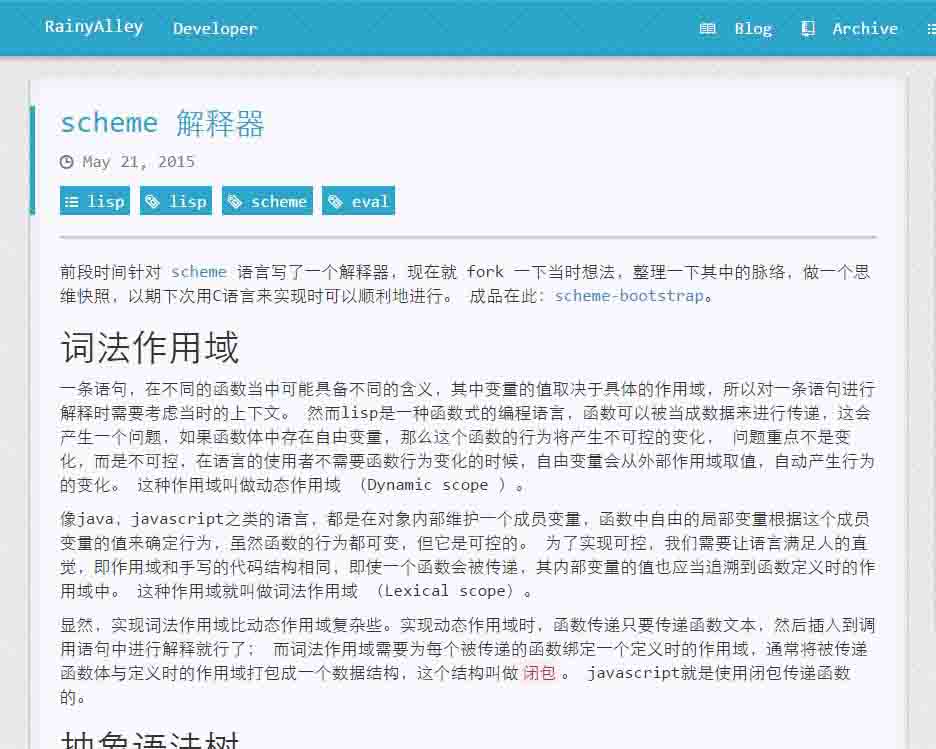 RainyAlley Developer Blog Archive
scheme 解释器
May 21, 2015
lisp lisp scheme eval
前段时间针对 scheme 语言写了一个解释器，现在就 fork 一下当时想法，整理一下其中的脉络，做一个思
维快照，以期下次用C语言来实现时可以顺利地进行。 成品在此：scheme-bootstrap。
词法作用域
一条语句，在不同的函数当中可能具备不同的含义，其中变量的值取决于具体的作用域，所以对一条语句进行
解释时需要考虑当时的上下文。 然而lisp是一种函数式的编程语言，函数可以被当成数据来进行传递，这会
产生一个问题，如果函数体中存在自由变量，那么这个函数的行为将产生不可控的变化， 问题重点不是变
化，而是不可控，在语言的使用者不需要函数行为变化的时候，自由变量会从外部作用域取值，自动产生行为
的变化。 这种作用域叫做动态作用域 （Dynamic scope ）。
像java，javascript之类的语言，都是在对象内部维护一个成员变量，函数中自由的局部变量根据这个成员
变量的值来确定行为，虽然函数的行为都可变，但它是可控的。 为了实现可控，我们需要让语言满足人的直
觉，即作用域和手写的代码结构相同，即使一个函数会被传递，其内部变量的值也应当追溯到函数定义时的作
用域中。 这种作用域就叫做词法作用域 （Lexical scope）。
显然，实现词法作用域比动态作用域复杂些。实现动态作用域时，函数传递只要传递函数文本，然后插入到调
用语句中进行解释就行了； 而词法作用域需要为每个被传递的函数绑定一个定义时的作用域，通常将被传递
函数体与定义时的作用域打包成一个数据结构，这个结构叫做 闭包 。 javascript就是使用闭包传递函数
的。
抽象语法树